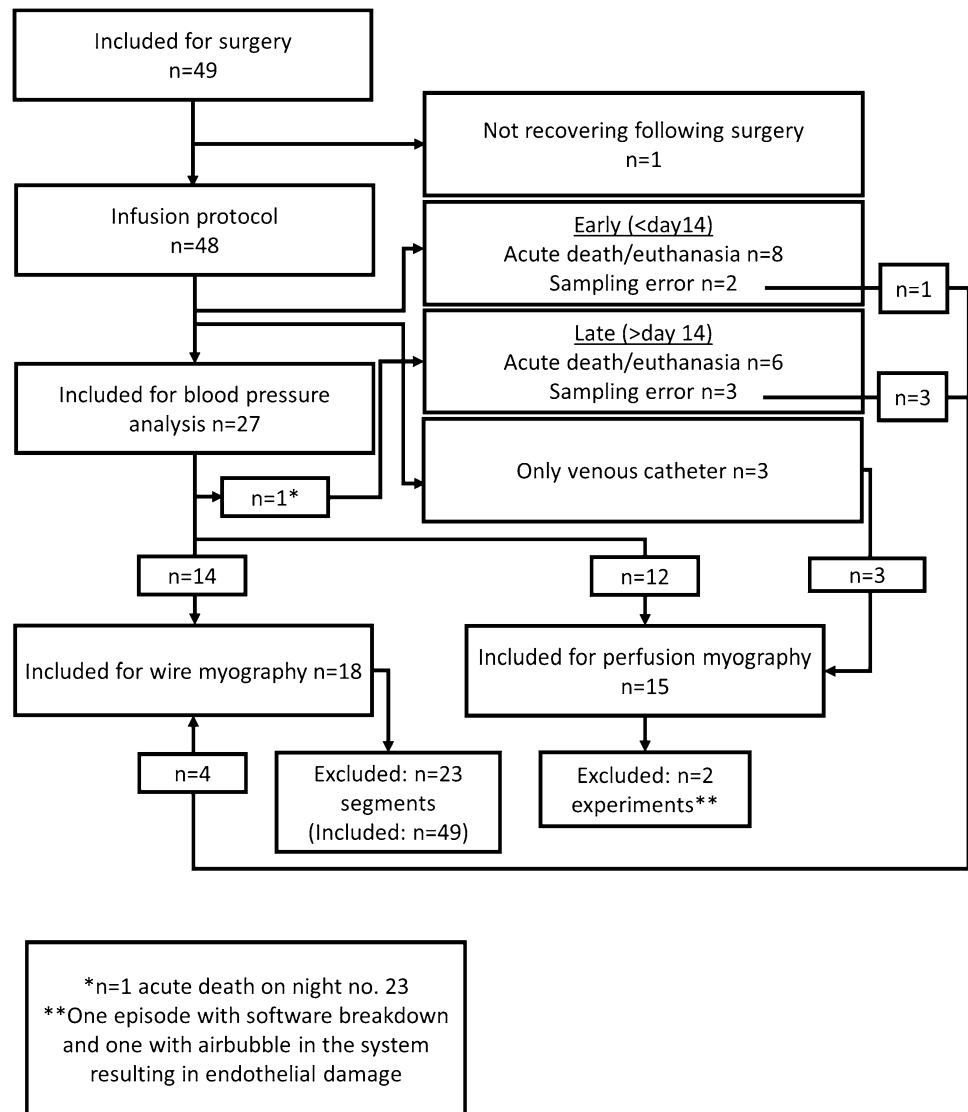 Included for surgery
n=49
Not recovering following surgery
n=1
Infusion protocol
n=48
Early (<day14)
Acute death/euthanasia n=8
Sampling error n=2
n=1
Late (>day 14)
Acute death/euthanasia n=6
Sampling error n=3
n=3
Included for blood pressure
analysis n=27
Only venous catheter n=3
n=1*
n=14
n=12
n=3
Included for wire myography n=18
Included for perfusion myography
n=15
n=4
Excluded: n=23
segments
(Included: n=49)
Excluded: n=2
experiments**
*n=1 acute death on night no. 23
**One episode with software breakdown
and one with airbubble in the system
resulting in endothelial damage